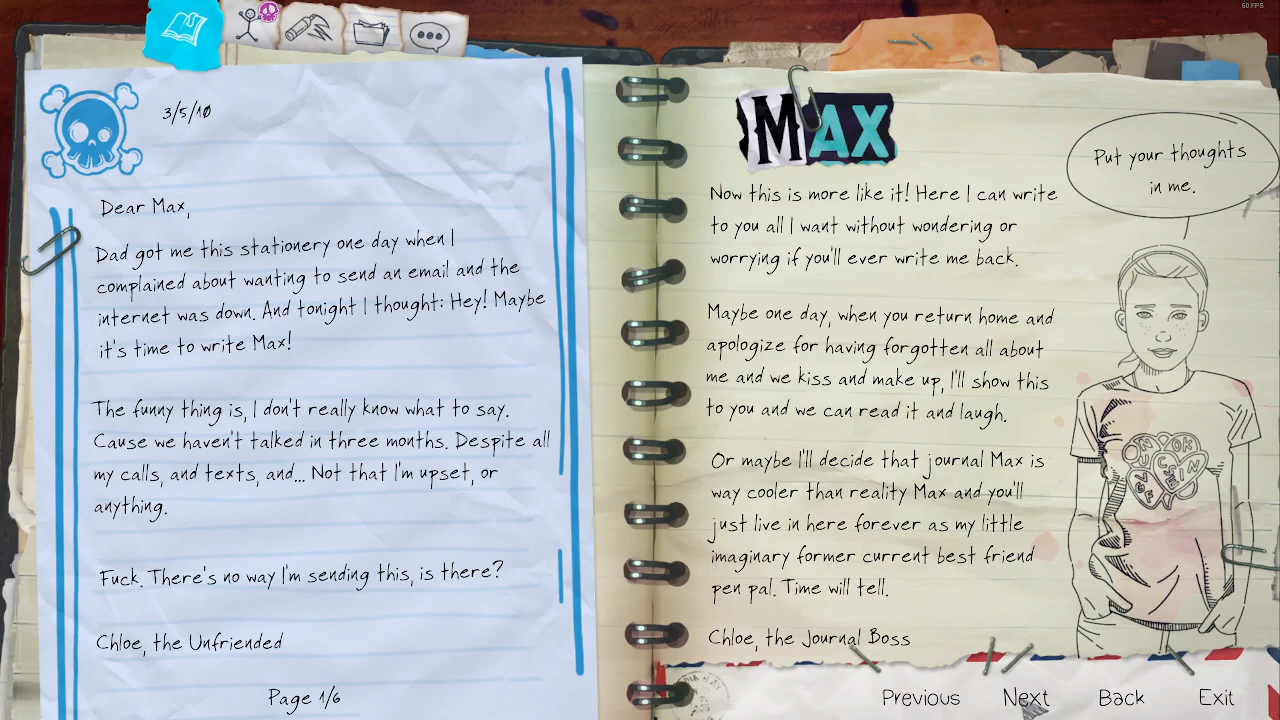 60 FPS
3/5/10
Dear Max,
Dad got me this stationery one day when I
complained about wanting to send an email and the
internet was down. And tonight I thought: Hey! Maybe
it's time to write Max!
The funny thing is, I don't really know what to say.
Cause we haven't talked in three months. Despite all
my calls, and texts, and... Not that I'm upset, or
anything.
Fuck. There's no way I'm sending this, is there?
Chloe, the Unfriended
Page 1/6
MAX
Now this is more like it! Here I can write
to you all I want without wondering or
worrying if you'll ever write me back.
Maybe one day, when you return home and
apologize for having forgotten all about
me and we kiss and make up, I'll show this
to you and we can read it and laugh.
Or maybe I'll decide that journal Max is
way cooler than reality Max and you'll
just live in here forever as my little
imaginary former current best friend
pen pal. Time will tell.
Chloe, the Journal Boss
Put your thoughts
in me.
Previous
Next
Back
Exit